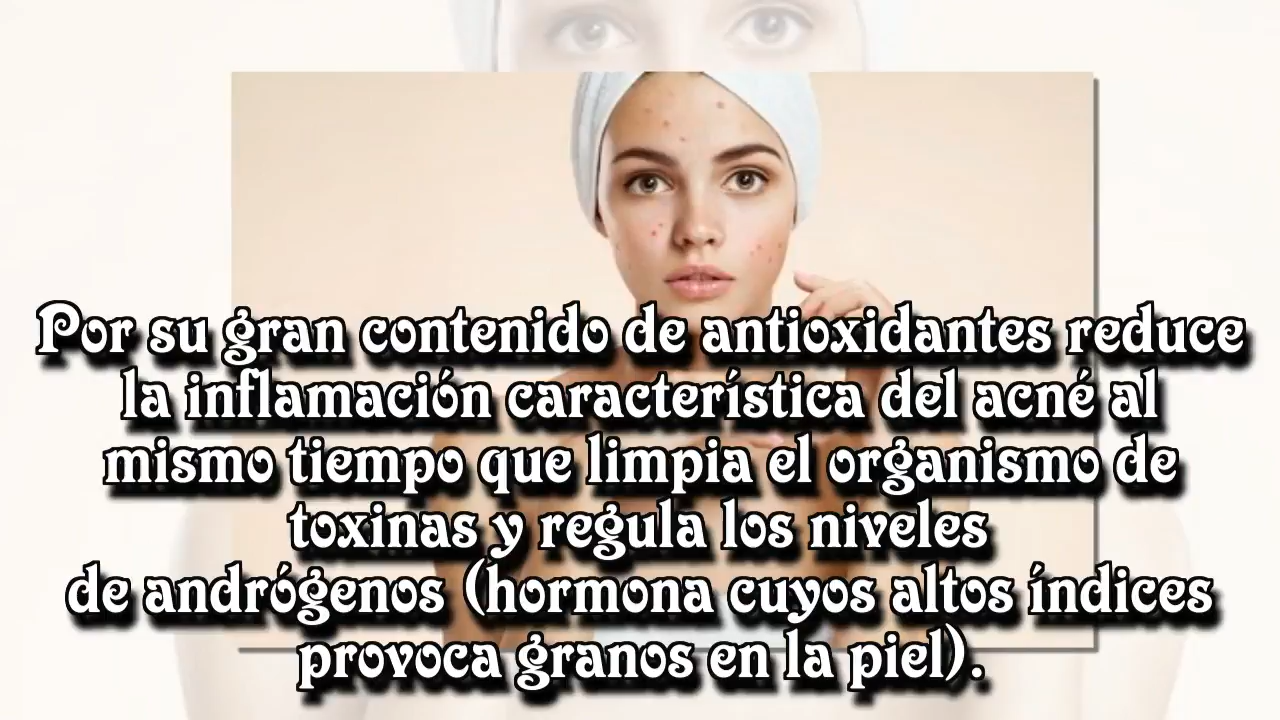 Por su gran contenido de antioxidantes reduce
la inflamación característica del acné al
mismo tiempo que limpia el organismo de
toxinas y regula los niveles
de andrógenos (hormona cuyos altos índices
provoca granos en la piel).